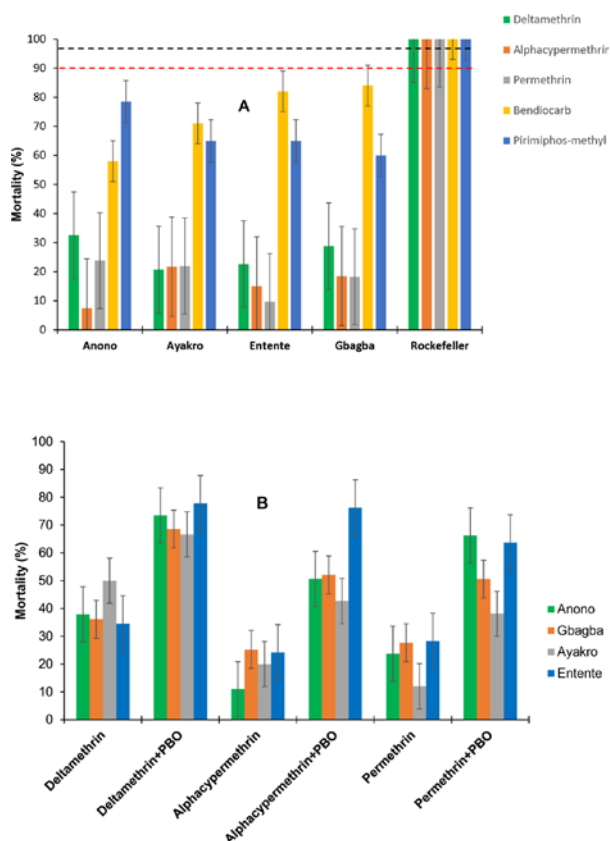 Deltamethrin
Alphacypermethrin
Permethrin
Bendiocarb
Pirimiphos-methyl
A
Mortality (%)
100
90
80
70
60
50
40
30
20
10
0
Anono Ayakro Entente Gbagba Rockefeller
B
Mortality (%)
100
90
80
70
60
50
40
30
20
10
0
Anono
Gbagba
Ayakro
Entente
Deltamethrin Deltamethrin+PBO Alphacypermethrin Alphacypermethrin+PBO Permethrin Permethrin+PBO